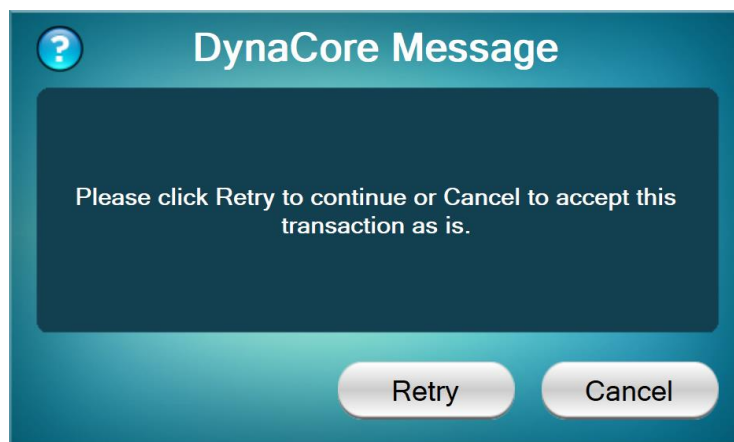 ?
DynaCore Message
Please click Retry to continue or Cancel to accept this
transaction as is.
Retry
Cancel